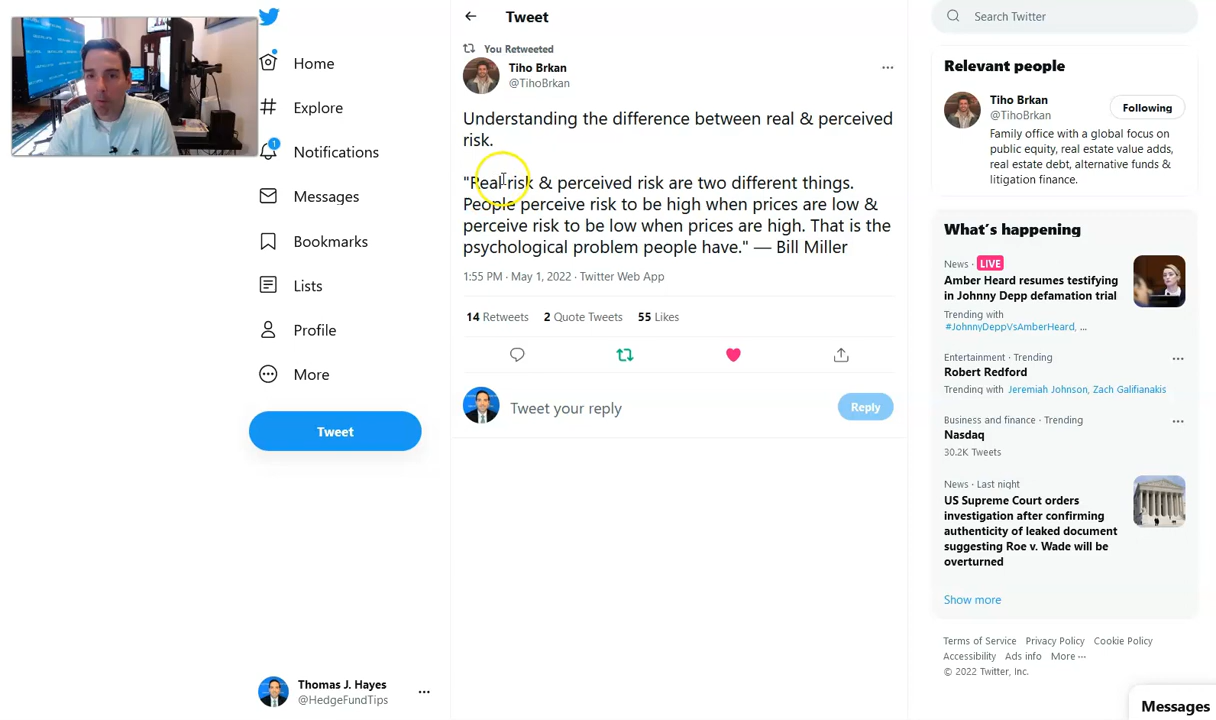 Home
Explore
1
Notifications
Messages
Bookmarks
Lists
Profile
More
Tweet
Thomas J. Hayes
@HedgeFundTips
Tweet
You Retweeted
Tiho Brkan
@TihoBrkan
Understanding the difference between real & perceived
risk.
"Real risk & perceived risk are two different things.
People perceive risk to be high when prices are low &
perceive risk to be low when prices are high. That is the
psychological problem people have." — Bill Miller
1:55 PM · May 1, 2022 · Twitter Web App
14 Retweets 2 Quote Tweets 55 Likes
Tweet your reply
Reply
Search Twitter
Relevant people
Tiho Brkan
@TihoBrkan
Following
Family office with a global focus on
public equity, real estate value adds,
real estate debt, alternative funds &
litigation finance.
What's happening
News · LIVE
Amber Heard resumes testifying
in Johnny Depp defamation trial
Trending with
#JohnnyDeppVsAmberHeard, ...
Entertainment · Trending
Robert Redford
Trending with Jeremiah Johnson, Zach Galifianakis
Business and finance · Trending
Nasdaq
30.2K Tweets
News · Last night
US Supreme Court orders
investigation after confirming
authenticity of leaked document
suggesting Roe v. Wade will be
overturned
Show more
Terms of Service Privacy Policy Cookie Policy
Accessibility Ads info More ···
© 2022 Twitter, Inc.
Messages